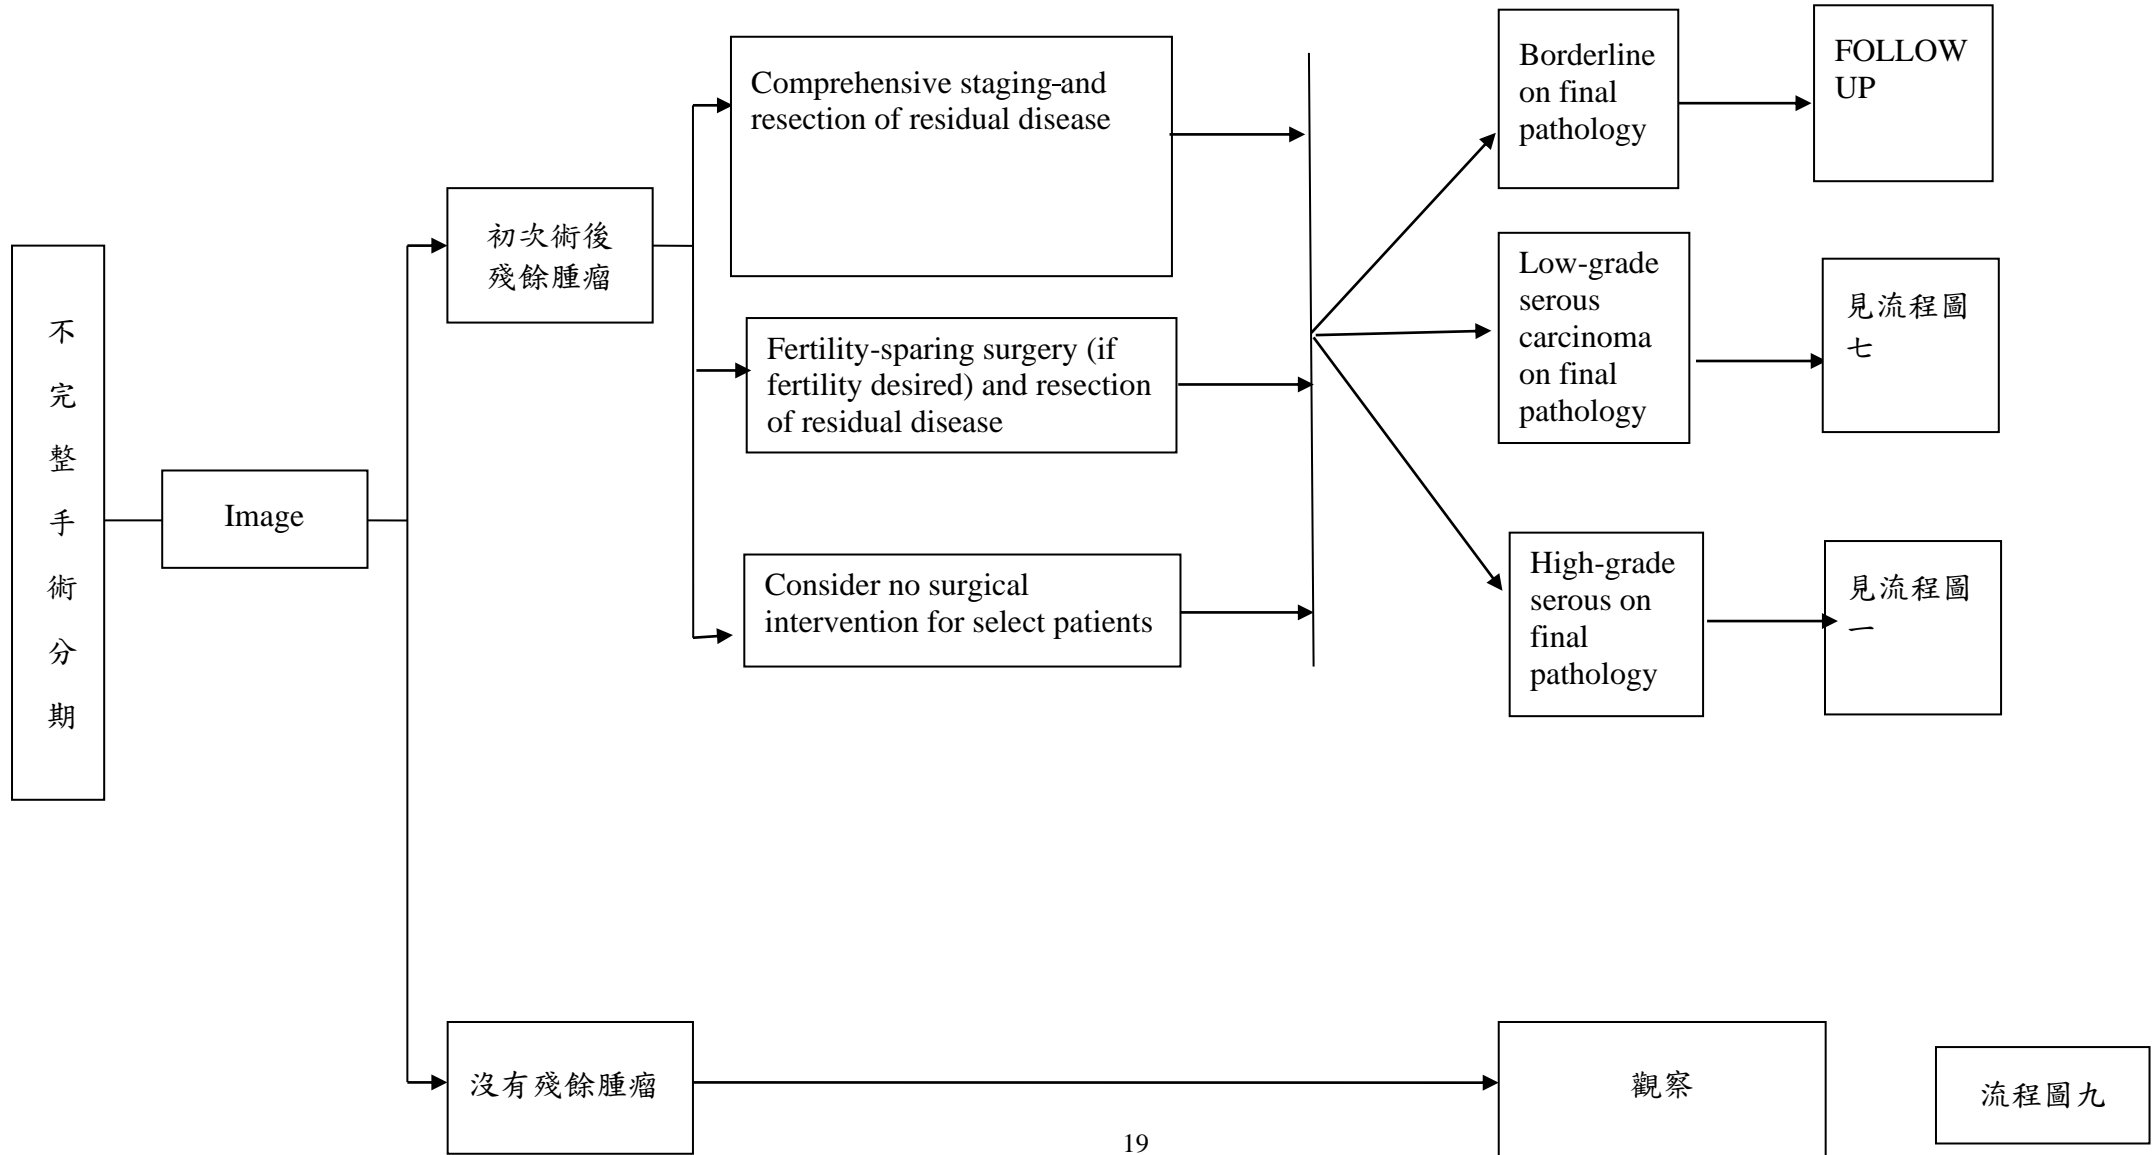 不
完
整
手
術
分
期
Image
初次術後
殘餘腫瘤
Comprehensive staging-and
resection of residual disease
Fertility-sparing surgery (if
fertility desired) and resection
of residual disease
Consider no surgical
intervention for select patients
Borderline
on final
pathology
FOLLOW
UP
Low-grade
serous
carcinoma
on final
pathology
見流程圖
七
High-grade
serous on
final
pathology
見流程圖
一
沒有殘餘腫瘤
觀察
流程圖九
19